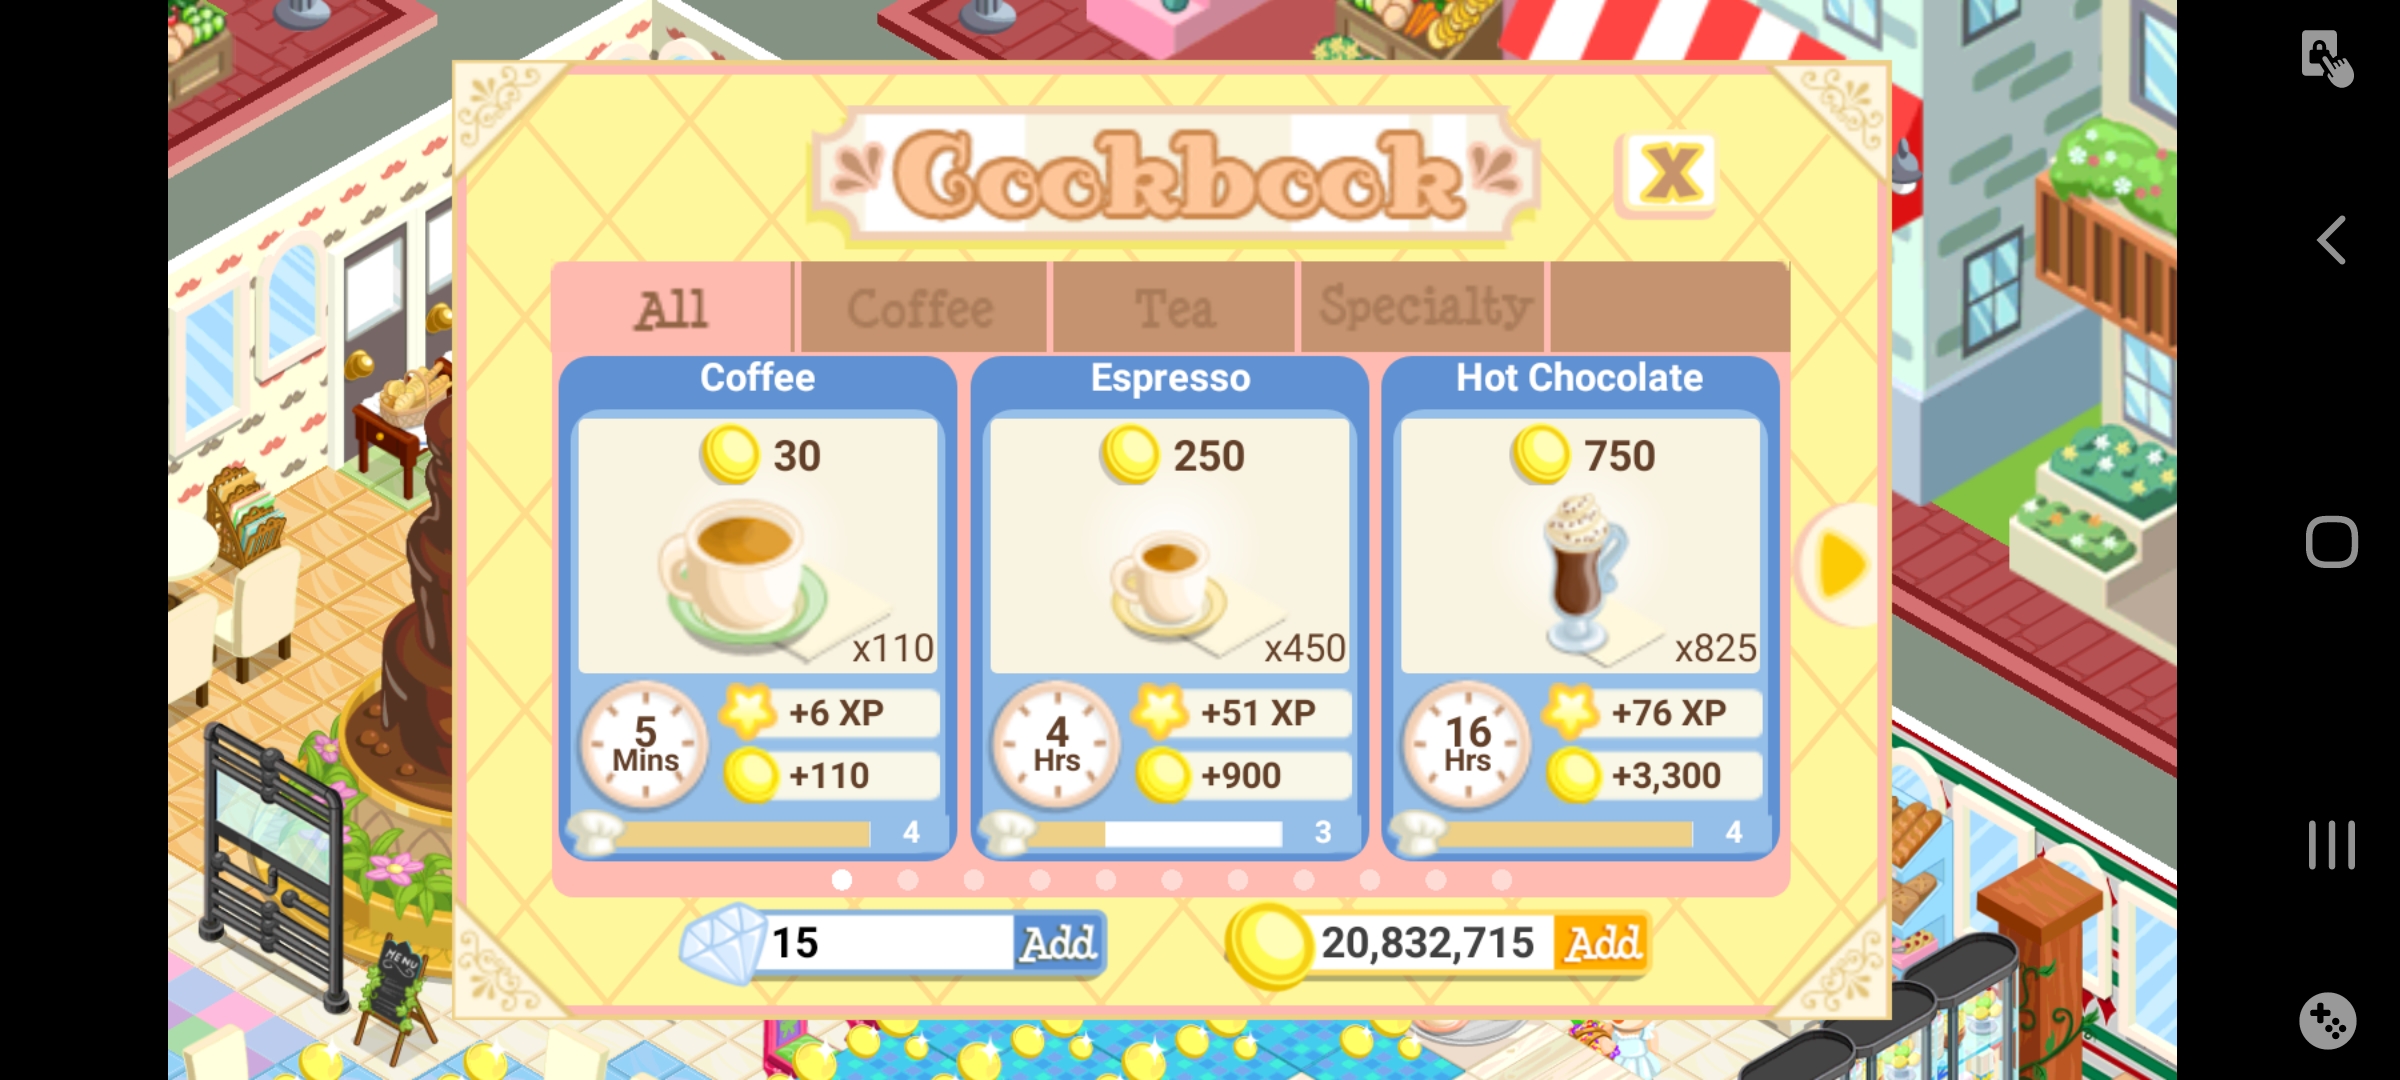 Cookbook
X
All
Coffee
Tea
Specialty
Coffee
30
x110
5
Mins
+6 XP
+110
4
Espresso
250
x450
4
Hrs
+51 XP
+900
3
Hot Chocolate
750
x825
16
Hrs
+76 XP
+3,300
4
15
Add
20,832,715
Add
MENU